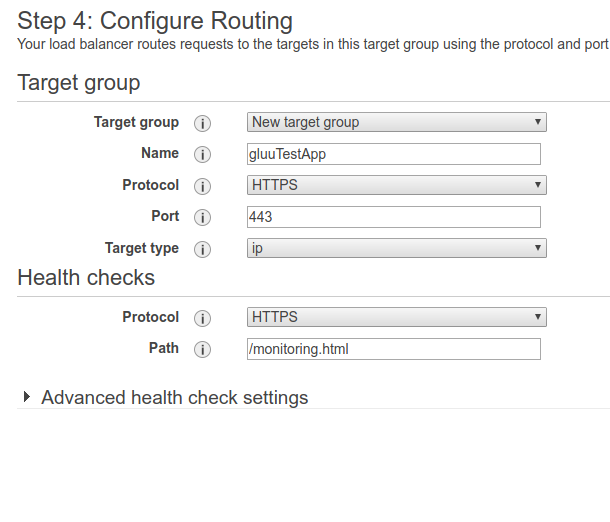 Step 4: Configure Routing
Your load balancer routes requests to the targets in this target group using the protocol and port
Target group
Target group i New target group
Name i gluuTestApp
Protocol i HTTPS
Port i 443
Target type i ip
Health checks
Protocol i HTTPS
Path i /monitoring.html
Advanced health check settings